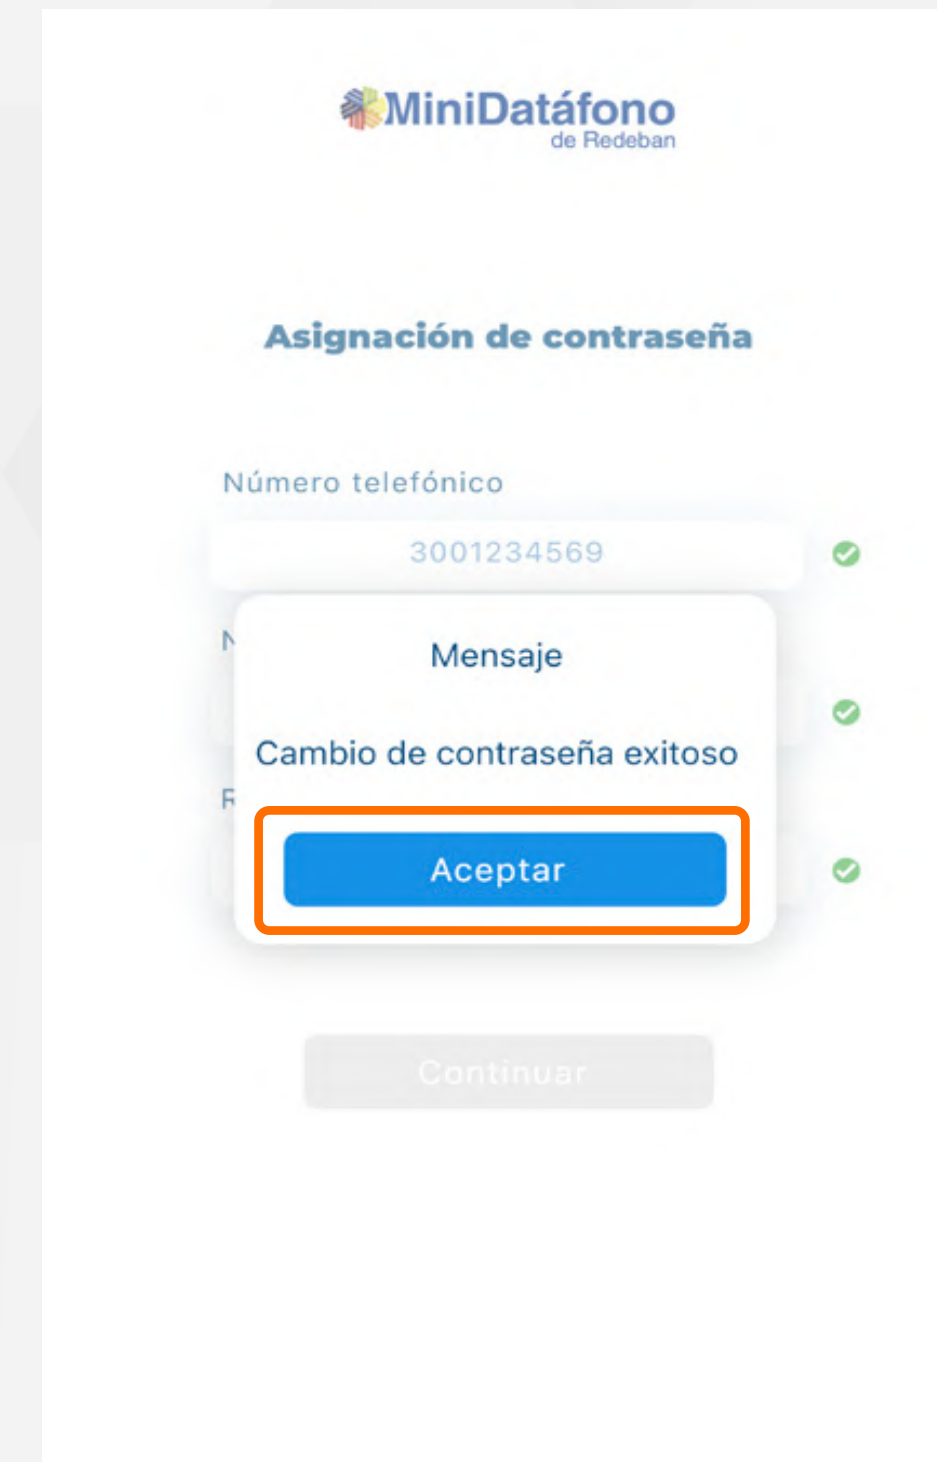 MiniDatáfono
de Redeban
Asignación de contraseña
Número telefónico
3001234569
Mensaje
Cambio de contraseña exitoso
Aceptar
Continuar